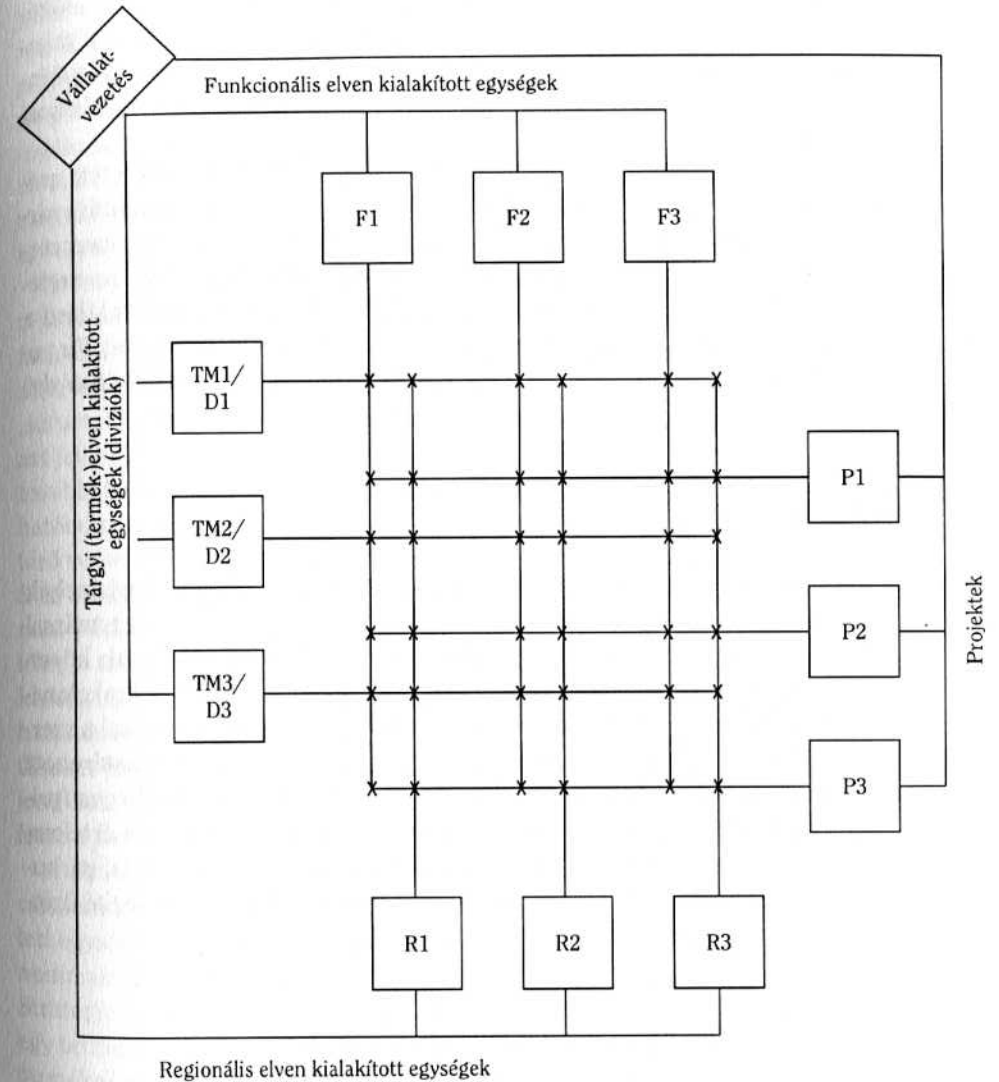 Vállalat-
vezetés
Funkcionális elven kialakított egységek
F1
F2
F3
Tárgyi (termék-)elven kialakított
egységek (divíziók)
TM1/
D1
TM2/
D2
TM3/
D3
P1
P2
P3
Projektek
R1
R2
R3
Regionális elven kialakított egységek